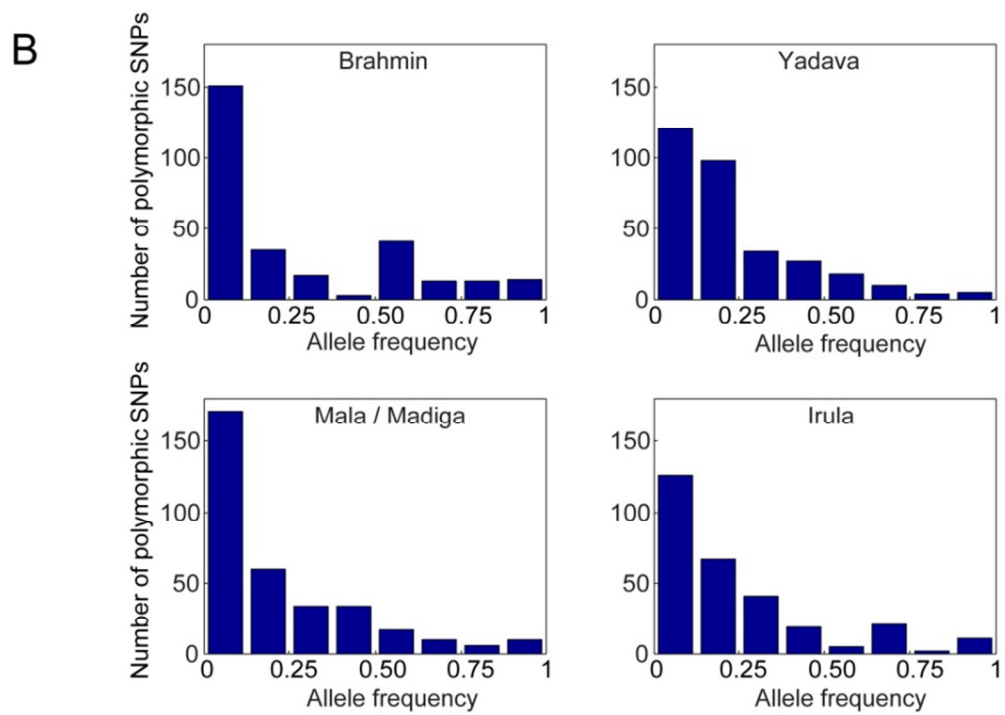 B
Brahmin
Number of polymorphic SNPs
150
100
50
0
0 0.25 0.50 0.75 1
Allele frequency
Yadava
150
100
50
0
0 0.25 0.50 0.75 1
Allele frequency
Mala / Madiga
Number of polymorphic SNPs
150
100
50
0
0 0.25 0.50 0.75 1
Allele frequency
Irula
150
100
50
0
0 0.25 0.50 0.75 1
Allele frequency